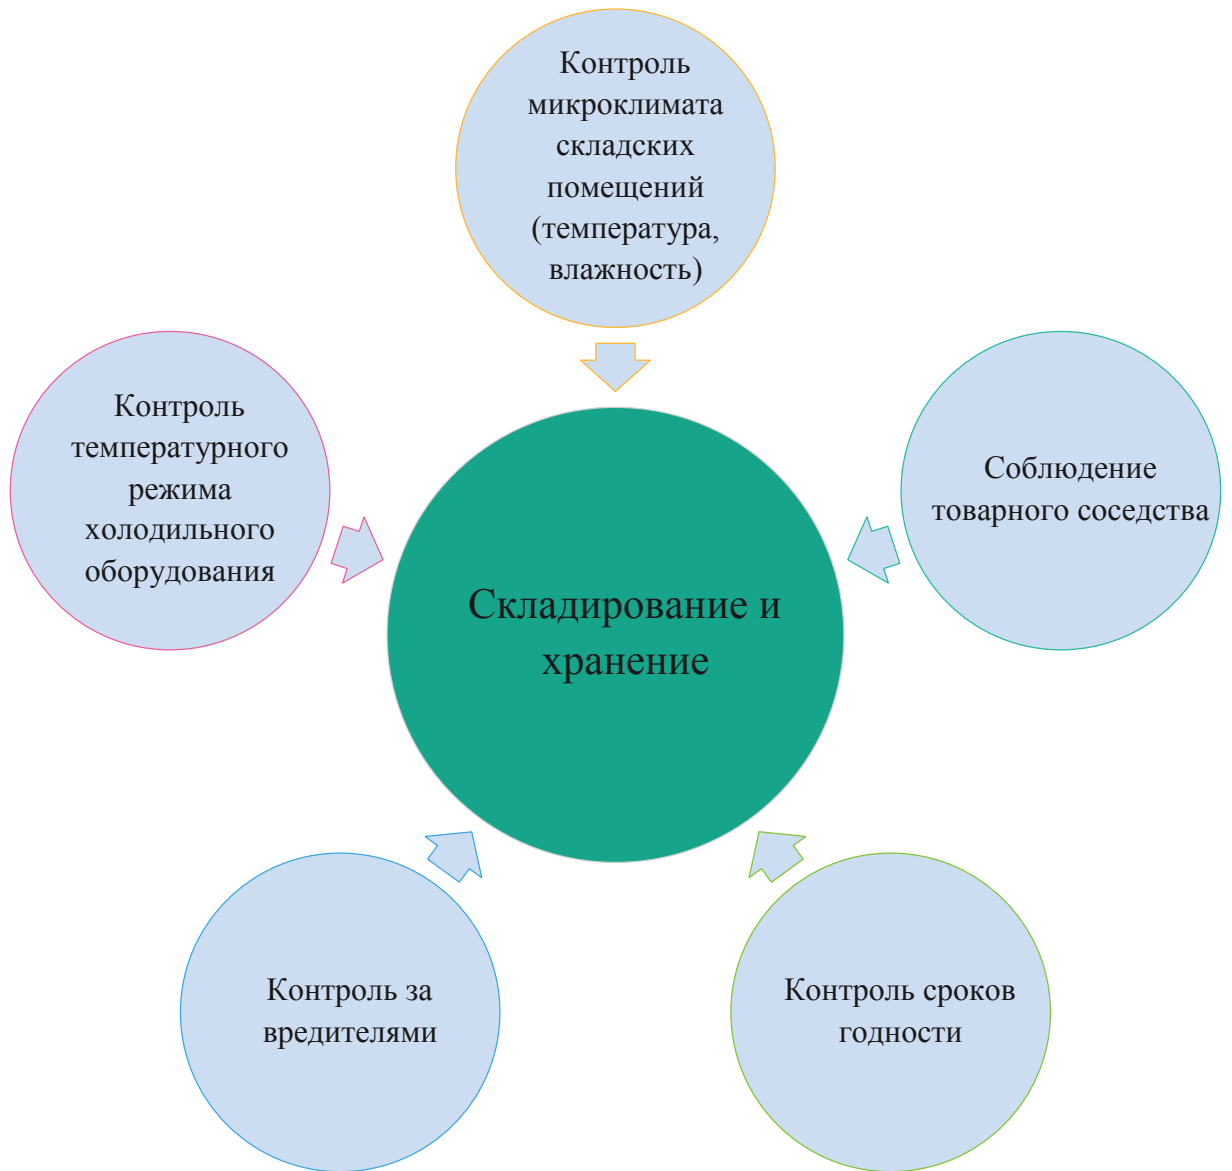 Контроль
микроклимата
складских
помещений
(температура,
влажность)
Контроль
температурного
режима
холодильного
оборудования
Соблюдение
товарного соседства
Складирование и
хранение
Контроль за
вредителями
Контроль сроков
годности